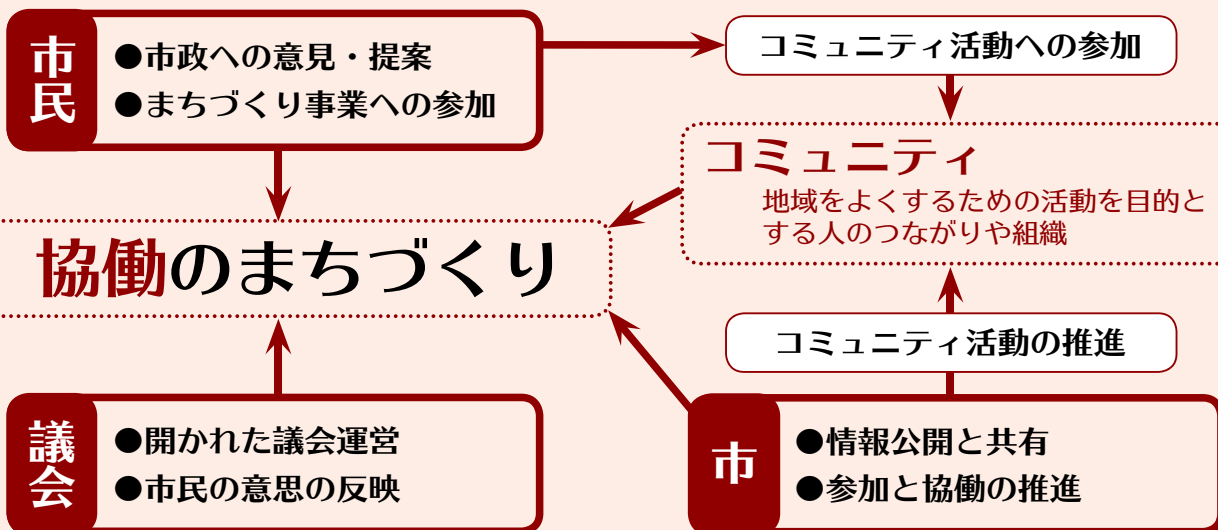 市民
●市政への意見・提案
●まちづくり事業への参加
コミュニティ活動への参加
コミュニティ
地域をよくするための活動を目的と
する人のつながりや組織
協働のまちづくり
コミュニティ活動の推進
議会
●開かれた議会運営
●市民の意思の反映
市
●情報公開と共有
●参加と協働の推進